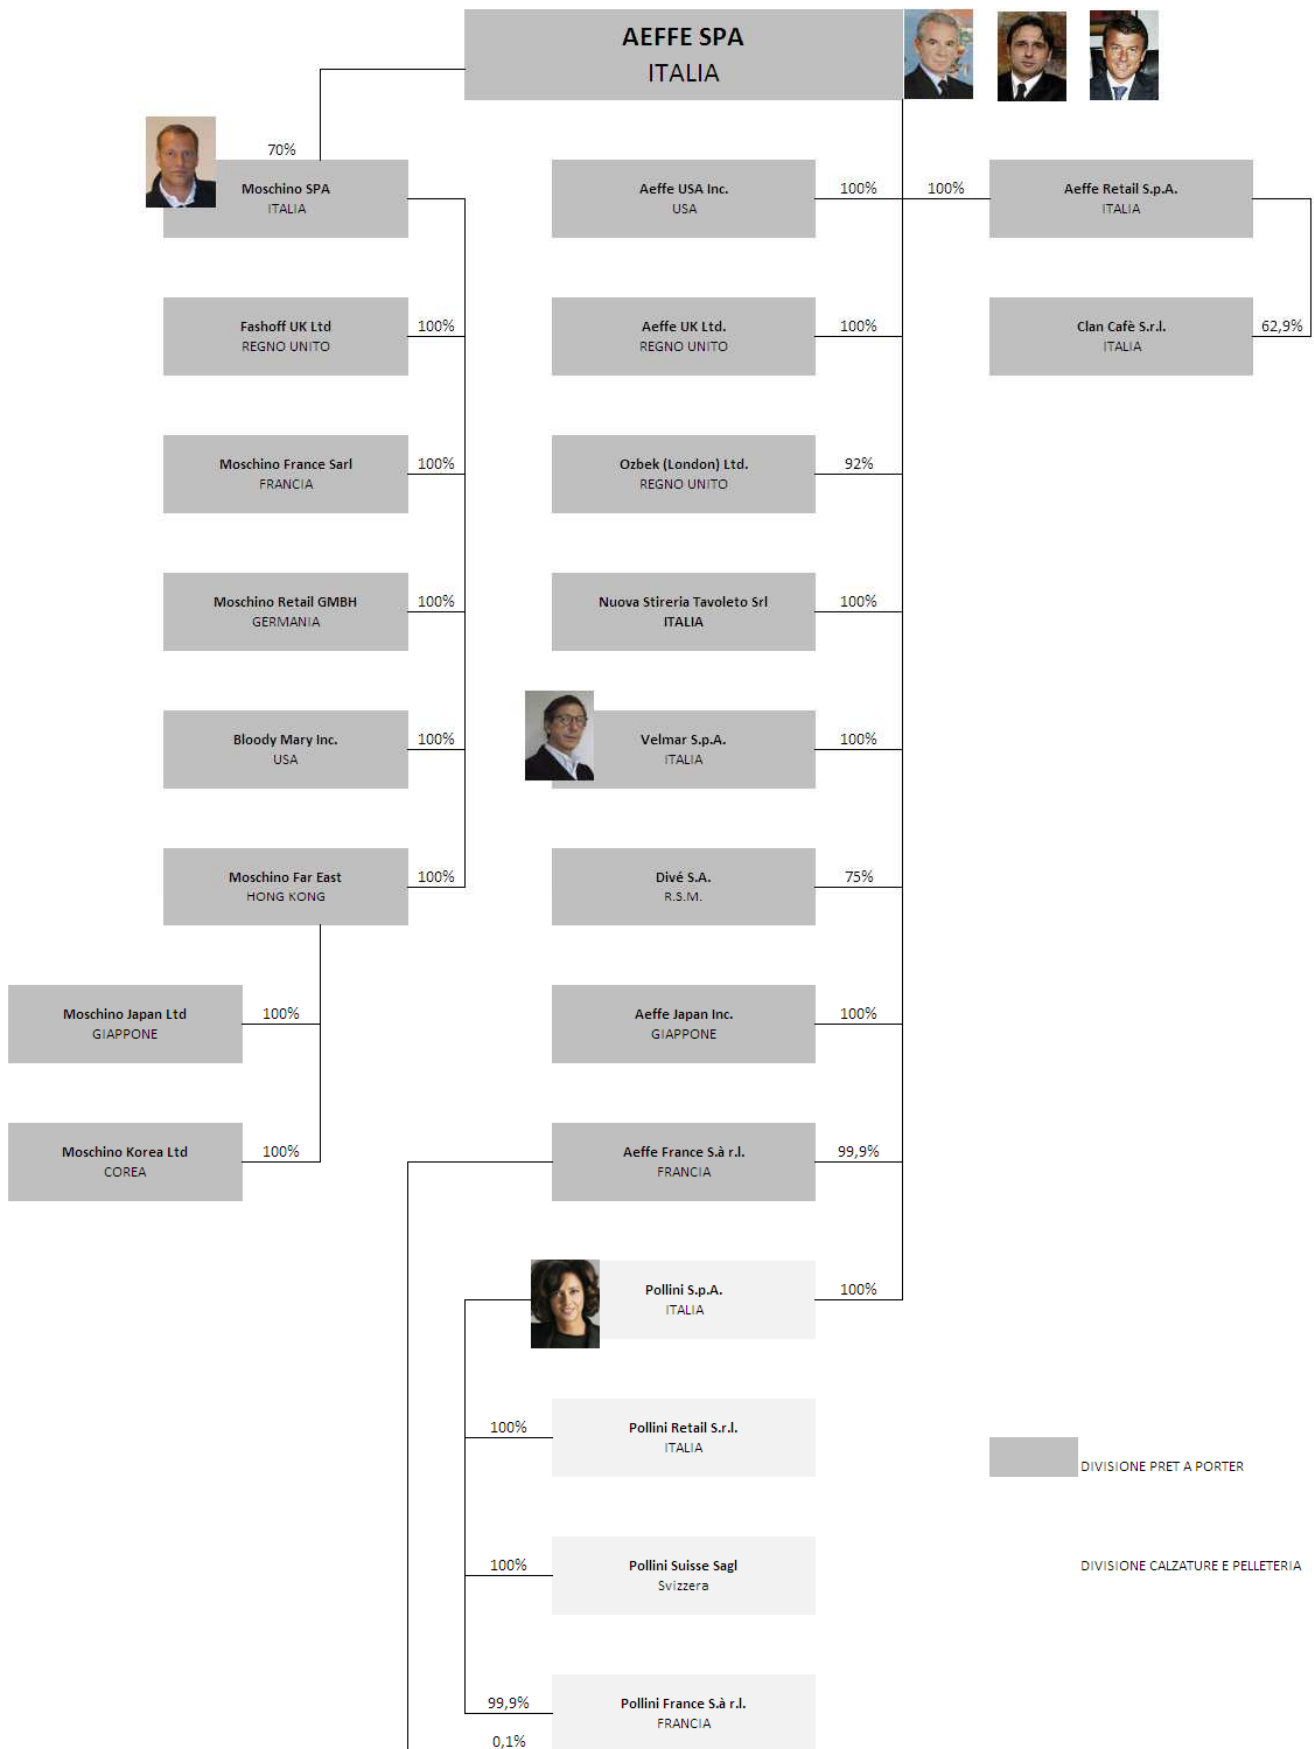 AEFFE SPA
ITALIA
70%
Moschino SPA
ITALIA
Aeffe USA Inc.
USA
100%
100%
Aeffe Retail S.p.A.
ITALIA
Fashoff UK Ltd
REGNO UNITO
100%
Aeffe UK Ltd.
REGNO UNITO
100%
Clan Cafè S.r.l.
ITALIA
62,9%
Moschino France Sarl
FRANCIA
100%
Ozbek (London) Ltd.
REGNO UNITO
92%
Moschino Retail GMBH
GERMANIA
100%
Nuova Stireria Tavoleto Srl
ITALIA
100%
Bloody Mary Inc.
USA
100%
Velmar S.p.A.
ITALIA
100%
Moschino Far East
HONG KONG
100%
Divé S.A.
R.S.M.
75%
Moschino Japan Ltd
GIAPPONE
100%
Aeffe Japan Inc.
GIAPPONE
100%
Moschino Korea Ltd
COREA
100%
Aeffe France S.à r.l.
FRANCIA
99,9%
Pollini S.p.A.
ITALIA
100%
100%
Pollini Retail S.r.l.
ITALIA
DIVISIONE PRET A PORTER
100%
Pollini Suisse Sagl
Svizzera
DIVISIONE CALZATURE E PELLETERIA
99,9%
Pollini France S.à r.l.
FRANCIA
0,1%